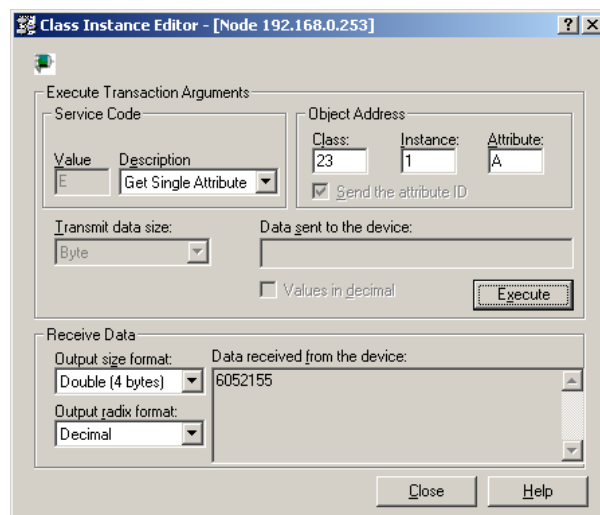 Class Instance Editor - [Node 192.168.0.253]
Execute Transaction Arguments
Service Code
Value Description
E Get Single Attribute
Object Address
Class: Instance: Attribute:
23 1 A
Send the attribute ID
Transmit data size: Data sent to the device:
Byte
Values in decimal
Execute
Receive Data
Output size format: Data received from the device:
Double (4 bytes) 6052155
Output radix format:
Decimal
Close Help